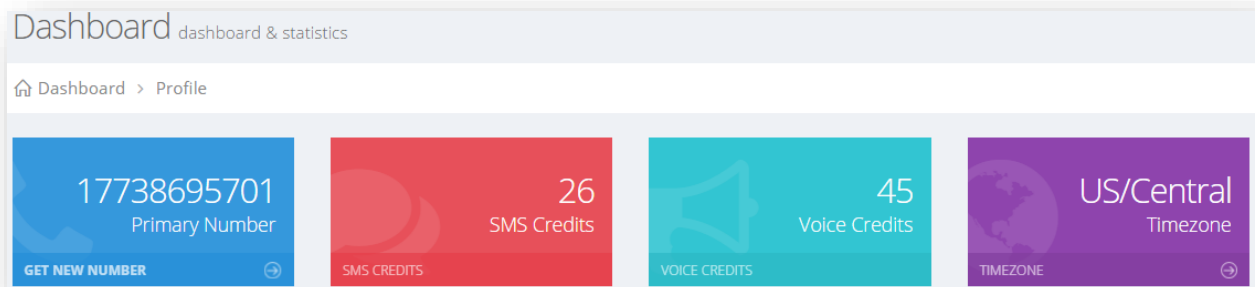 Dashboard dashboard & statistics
Dashboard > Profile
17738695701
Primary Number
GET NEW NUMBER
26
SMS Credits
SMS CREDITS
45
Voice Credits
VOICE CREDITS
US/Central
Timezone
TIMEZONE